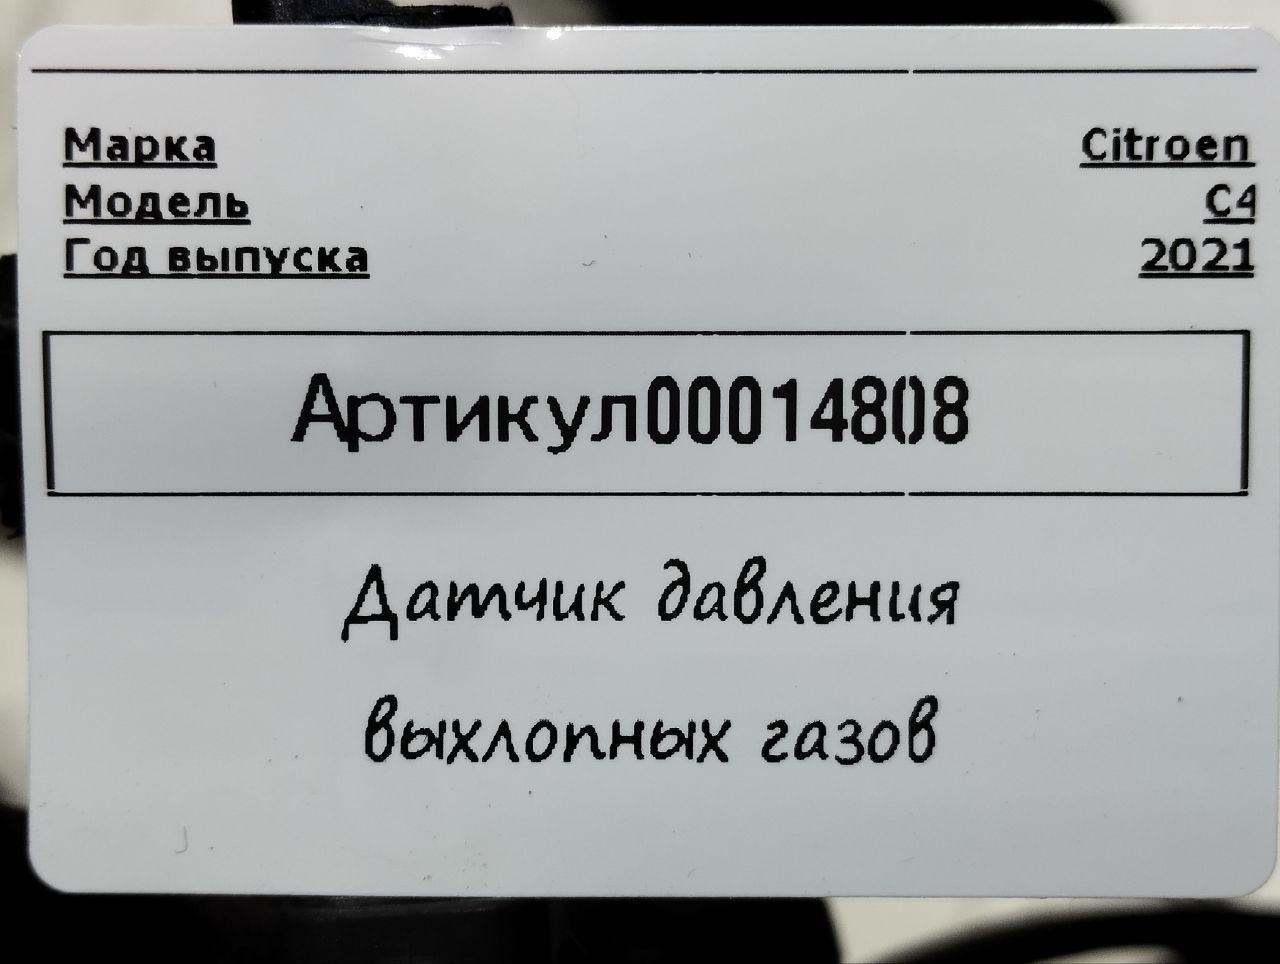 Марка Citroen
Модель C4
Год выпуска 2021
Артикул00014808
Датчик давления
выхлопных газов